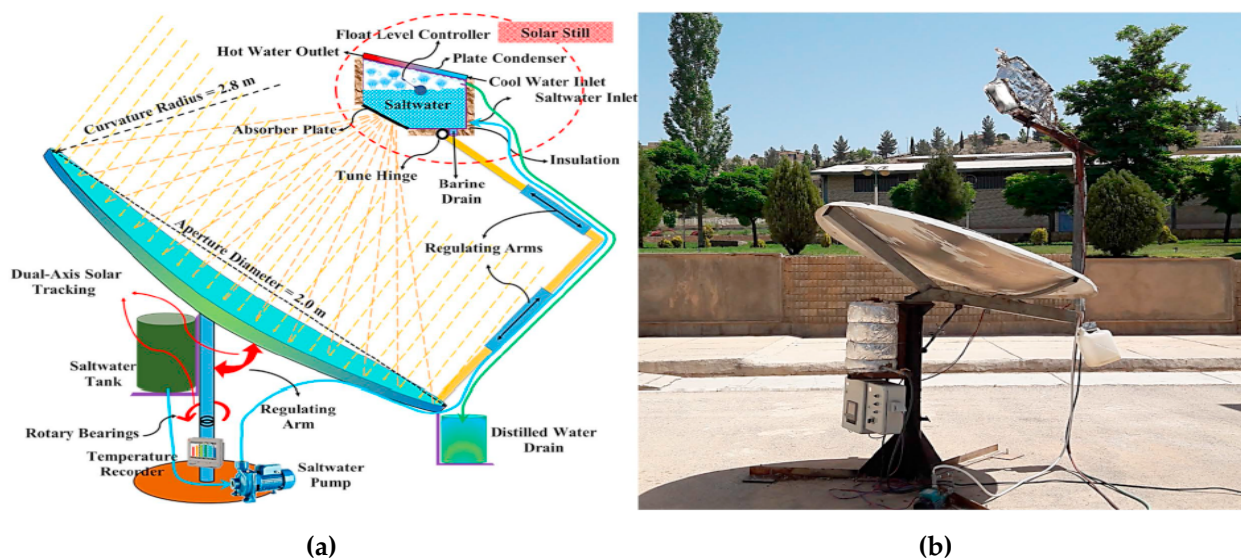 Float Level Controller
Solar Still
Hot Water Outlet
Plate Condenser
Cool Water Inlet
Saltwater Inlet
Saltwater
Curvature Radius = 2.8 m
Absorber Plate
Insulation
Tune Hinge
Barine
Drain
Aperture Diameter = 2.0 m
Regulating Arms
Dual-Axis Solar
Tracking
Saltwater
Tank
Regulating
Arm
Rotary Bearings
Distilled Water
Drain
Temperature
Recorder
Saltwater
Pump
(a)
(b)